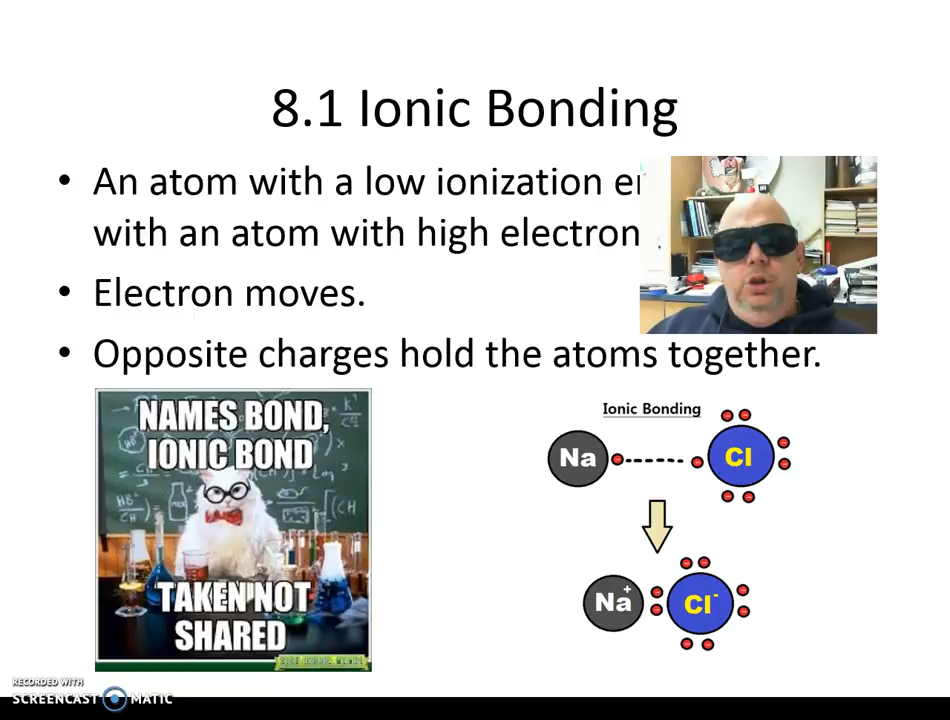 8.1 Ionic Bonding
• An atom with a low ionization
with an atom with high electron
• Electron moves.
• Opposite charges hold the atoms together.
NAMES BOND,
IONIC BOND
TAKEN NOT
SHARED
Ionic Bonding
Na Cl
Na+ Cl-
RECORDED WITH
SCREENCAST MATIC